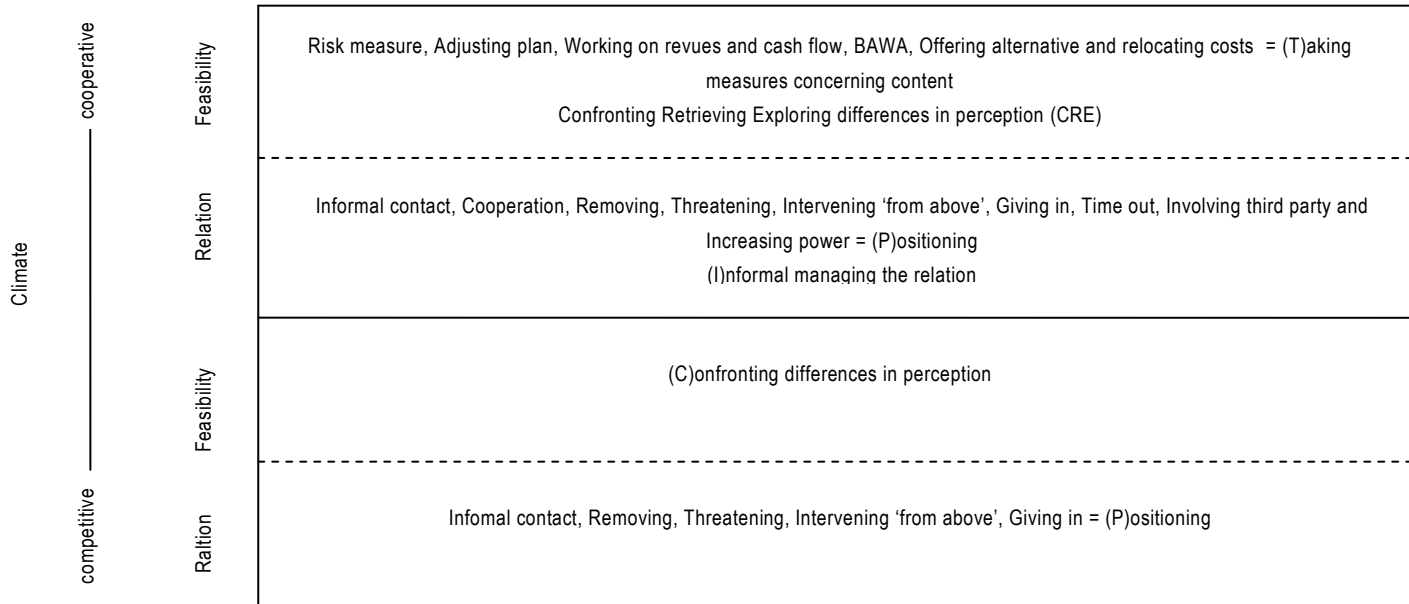 Climate
cooperative
Feasibility
Risk measure, Adjusting plan, Working on revues and cash flow, BAWA, Offering alternative and relocating costs = (T)aking
measures concerning content
Confronting Retrieving Exploring differences in perception (CRE)
Relation
Informal contact, Cooperation, Removing, Threatening, Intervening ‘from above’, Giving in, Time out, Involving third party and
Increasing power = (P)ositioning
(I)nformal managing the relation
Feasibility
(C)onfronting differences in perception
competitive
Raltion
Infomal contact, Removing, Threatening, Intervening ‘from above’, Giving in = (P)ositioning